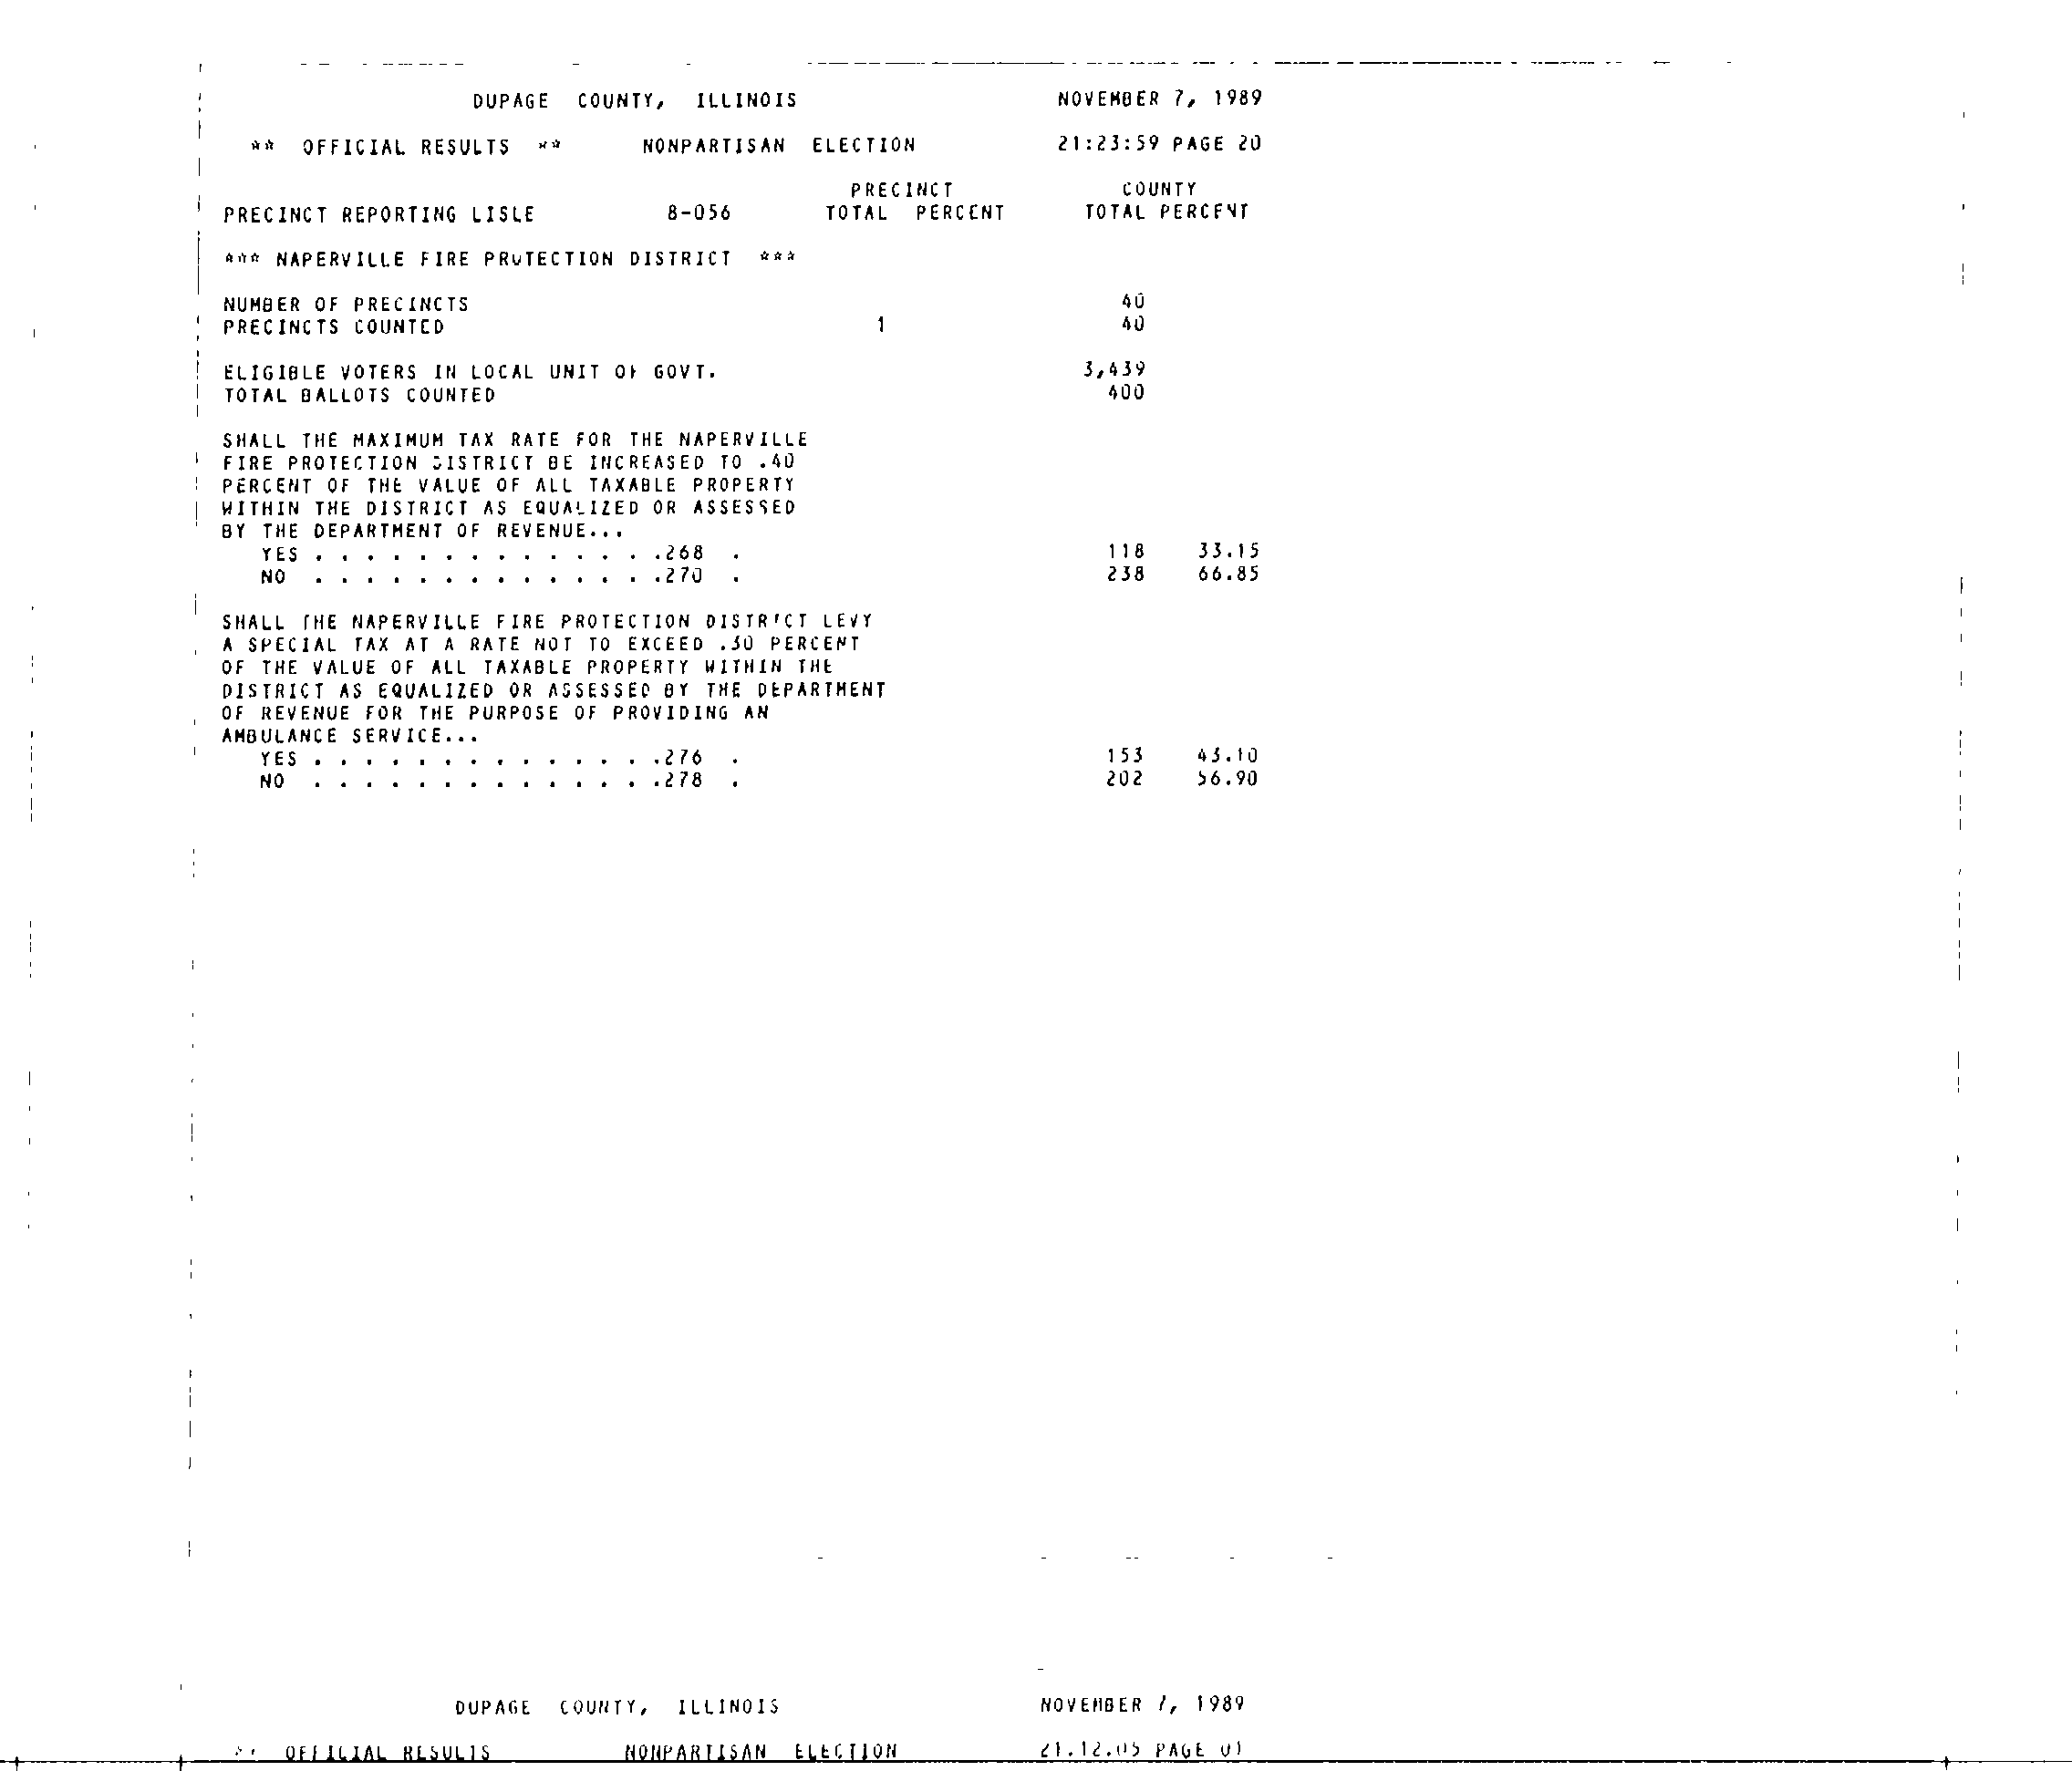 DUPAGE COUNTY, ILLINOIS NOVEMBER 7, 1989
** OFFICIAL RESULTS ** NONPARTISAN ELECTION 21:23:59 PAGE 20
PRECINCT COUNTY
PRECINCT REPORTING LISLE 8-056 TOTAL PERCENT TOTAL PERCENT
*** NAPERVILLE FIRE PROTECTION DISTRICT ***
NUMBER OF PRECINCTS 40
PRECINCTS COUNTED 1 40
ELIGIBLE VOTERS IN LOCAL UNIT OF GOVT. 3,439
TOTAL BALLOTS COUNTED 400
SHALL THE MAXIMUM TAX RATE FOR THE NAPERVILLE
FIRE PROTECTION DISTRICT BE INCREASED TO .40
PERCENT OF THE VALUE OF ALL TAXABLE PROPERTY
WITHIN THE DISTRICT AS EQUALIZED OR ASSESSED
BY THE DEPARTMENT OF REVENUE...
YES . . . . . . . . . . . . . .268 . 118 33.15
NO . . . . . . . . . . . . . .270 . 238 66.85
SHALL THE NAPERVILLE FIRE PROTECTION DISTRICT LEVY
A SPECIAL TAX AT A RATE NOT TO EXCEED .30 PERCENT
OF THE VALUE OF ALL TAXABLE PROPERTY WITHIN THE
DISTRICT AS EQUALIZED OR ASSESSED BY THE DEPARTMENT
OF REVENUE FOR THE PURPOSE OF PROVIDING AN
AMBULANCE SERVICE...
YES . . . . . . . . . . . . . .276 . 153 43.10
NO . . . . . . . . . . . . . .278 . 202 56.90
DUPAGE COUNTY, ILLINOIS NOVEMBER 7, 1989
OFFICIAL RESULTS NONPARTISAN ELECTION 21.12.05 PAGE 01